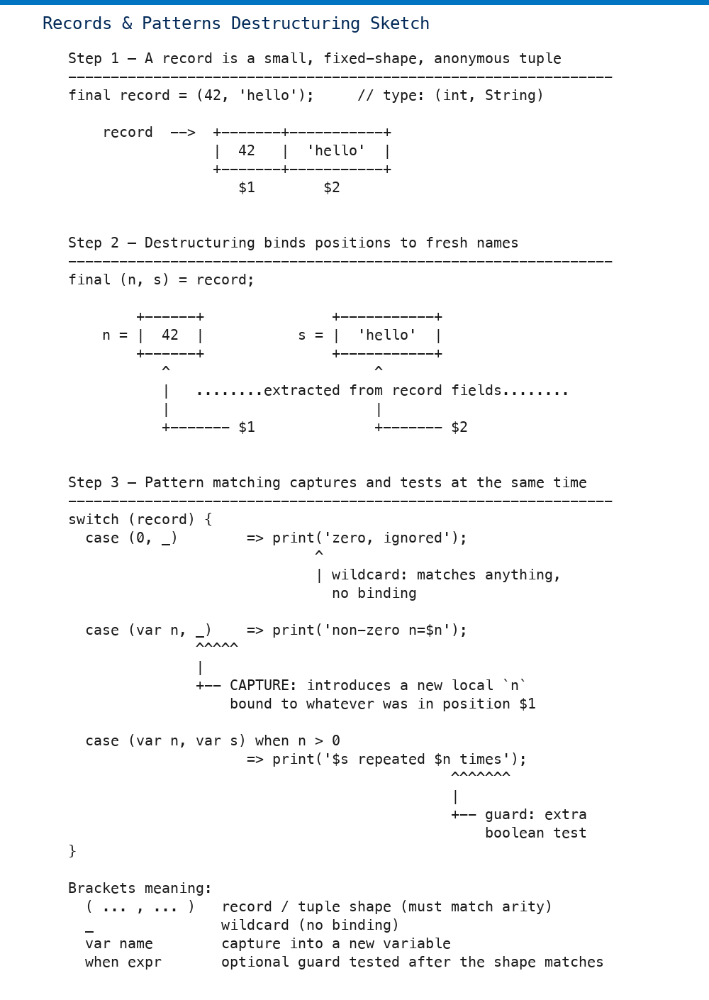 Records & Patterns Destructuring Sketch
Step 1 — A record is a small, fixed-shape, anonymous tuple
----------------------------------------------------------------
final record = (42, 'hello');     // type: (int, String)
    record  -->  +-------+-----------+
                 |  42   |  'hello'  |
                 +-------+-----------+
                    $1        $2
Step 2 — Destructuring binds positions to fresh names
----------------------------------------------------------------
final (n, s) = record;
        +------+               +-----------+
    n = |  42  |           s = |  'hello'  |
        +------+               +-----------+
           ^                        ^
           |   ........extracted from record fields........
           |                        |
           +------- $1              +------- $2
Step 3 — Pattern matching captures and tests at the same time
----------------------------------------------------------------
switch (record) {
  case (0, _)        => print('zero, ignored');
                             ^
                             | wildcard: matches anything,
                               no binding
  case (var n, _)    => print('non-zero n=$n');
               ^^^^^
               |
               +-- CAPTURE: introduces a new local `n`
                   bound to whatever was in position $1
  case (var n, var s) when n > 0
                     => print('$s repeated $n times');
                                             ^^^^^^^
                                             |
                                             +-- guard: extra
                                                 boolean test
}
Brackets meaning:
  ( ... , ... )   record / tuple shape (must match arity)
  _               wildcard (no binding)
  var name        capture into a new variable
  when expr       optional guard tested after the shape matches